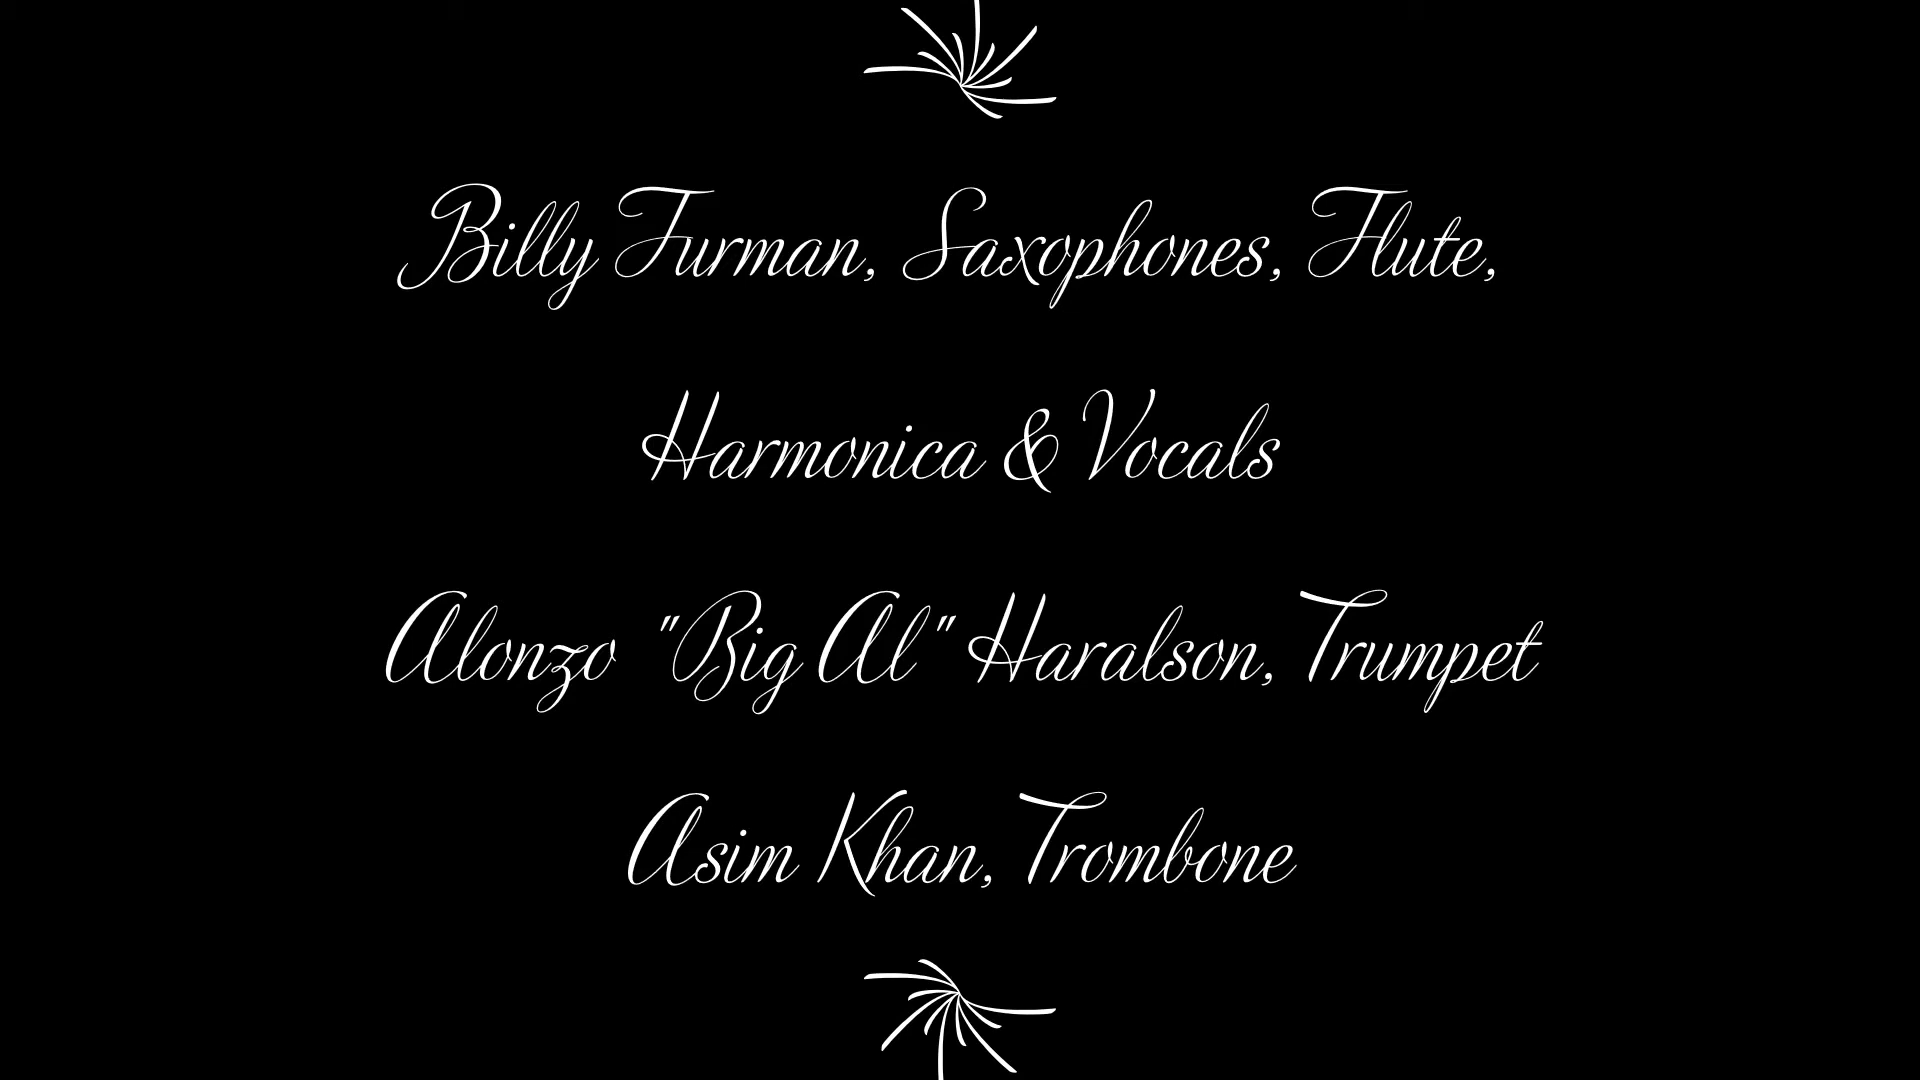 Billy Furman, Saxophones, Flute,
Harmonica & Vocals
Alonzo "Big Al" Haralson, Trumpet
Asim Khan, Trombone